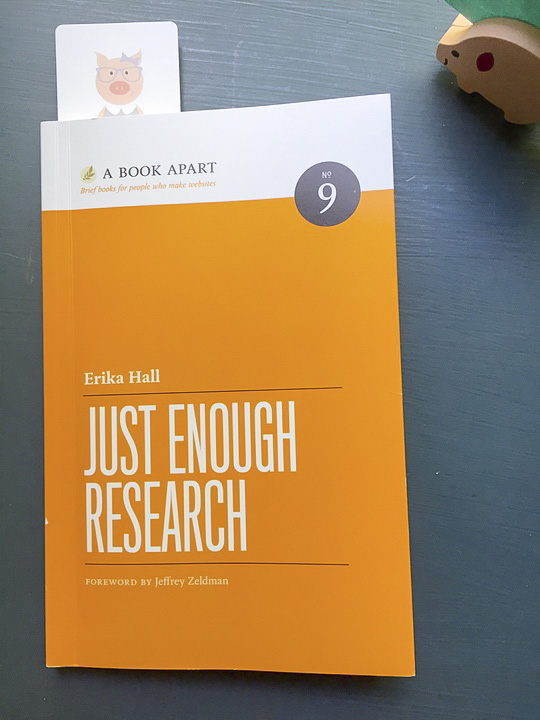 A BOOK APART
Brief books for people who make websites
Nº
9
Erika Hall
JUST ENOUGH
RESEARCH
FOREWORD BY Jeffrey Zeldman